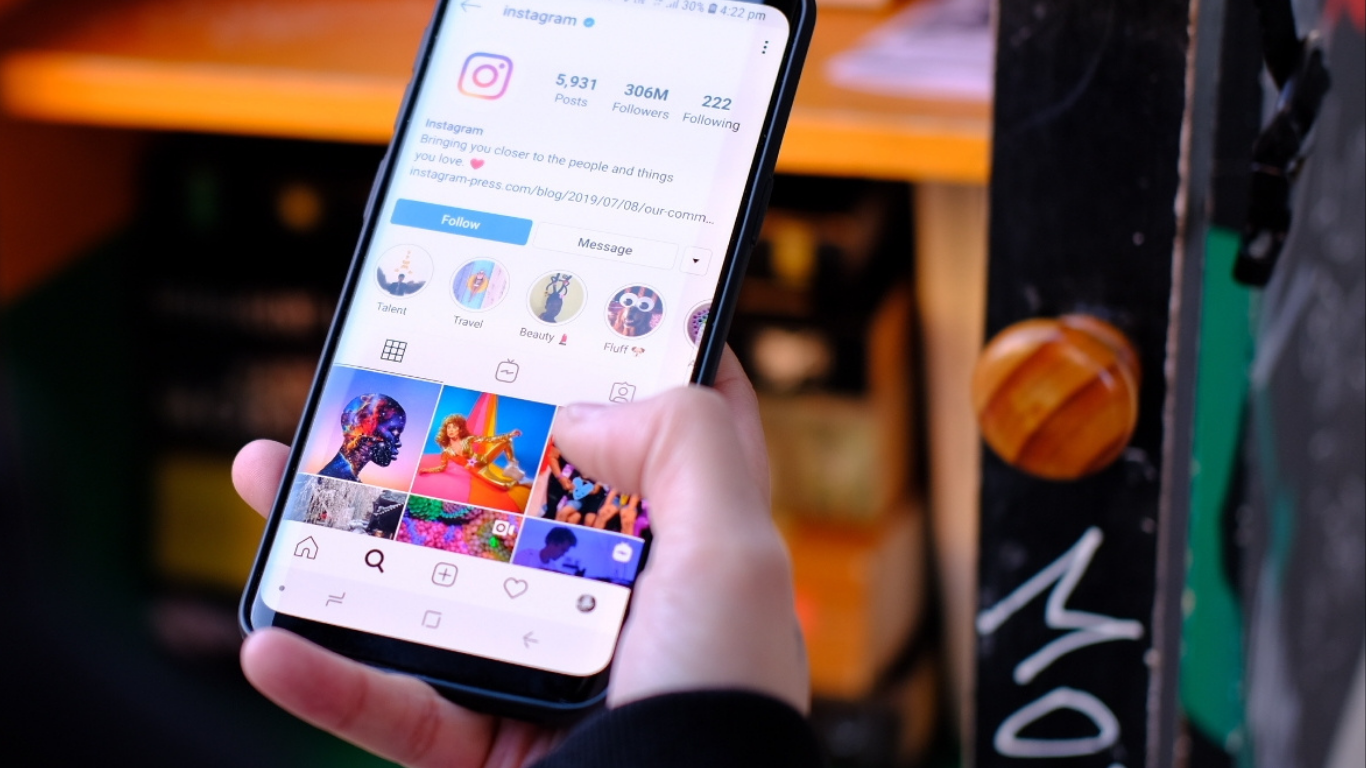 30% 4:22 pm
instagram
5,931 306M 222
Posts Followers Following
Instagram
Bringing you closer to the people and things
you love. ❤️
instagram-press.com/blog/2019/07/08/our-comm...
Follow Message
Talent Travel Beauty 💄 Fluff 🐶